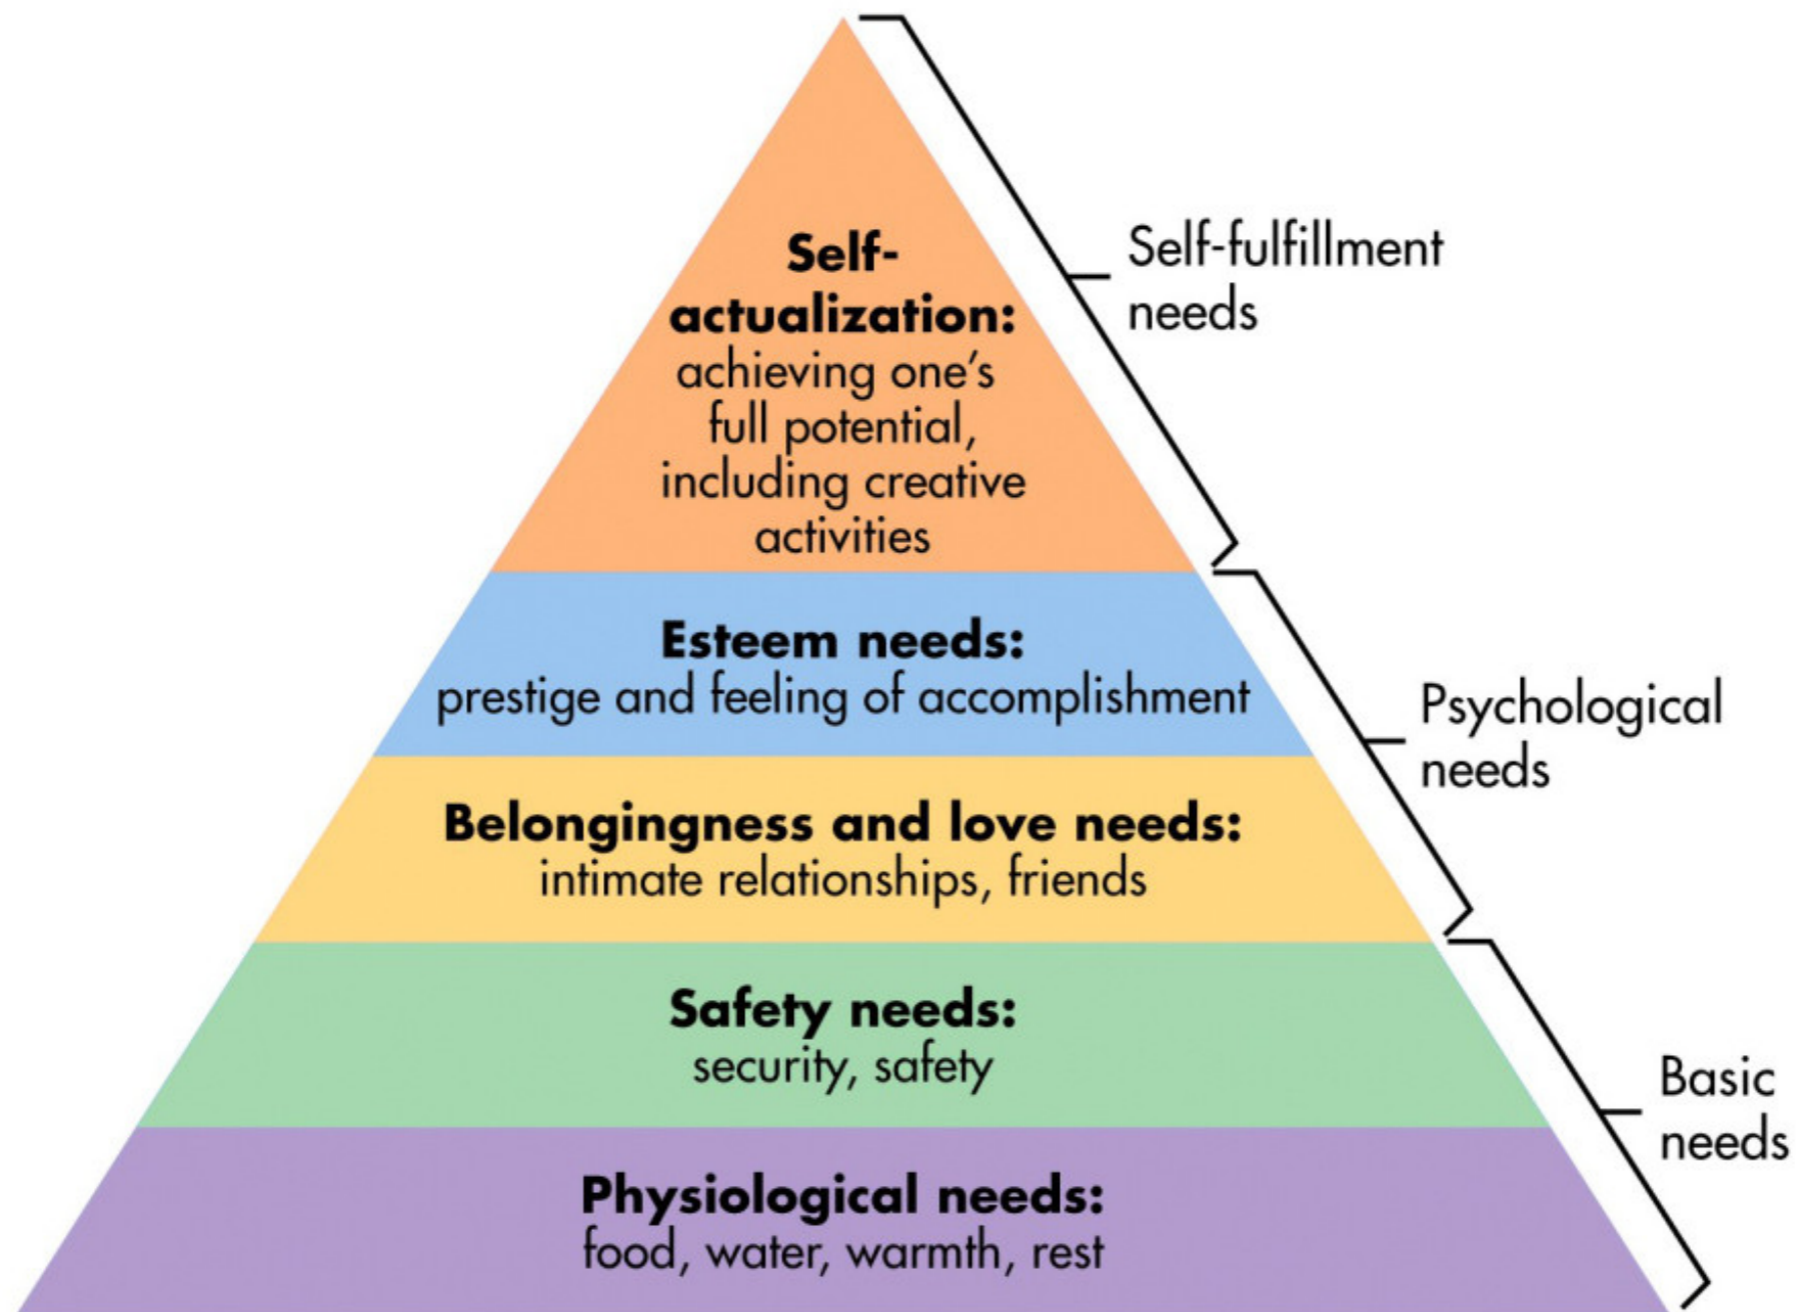 Self-
actualization:
achieving one's
full potential,
including creative
activities
Self-fulfillment
needs
Esteem needs:
prestige and feeling of accomplishment
Psychological
needs
Belongingness and love needs:
intimate relationships, friends
Safety needs:
security, safety
Basic
needs
Physiological needs:
food, water, warmth, rest